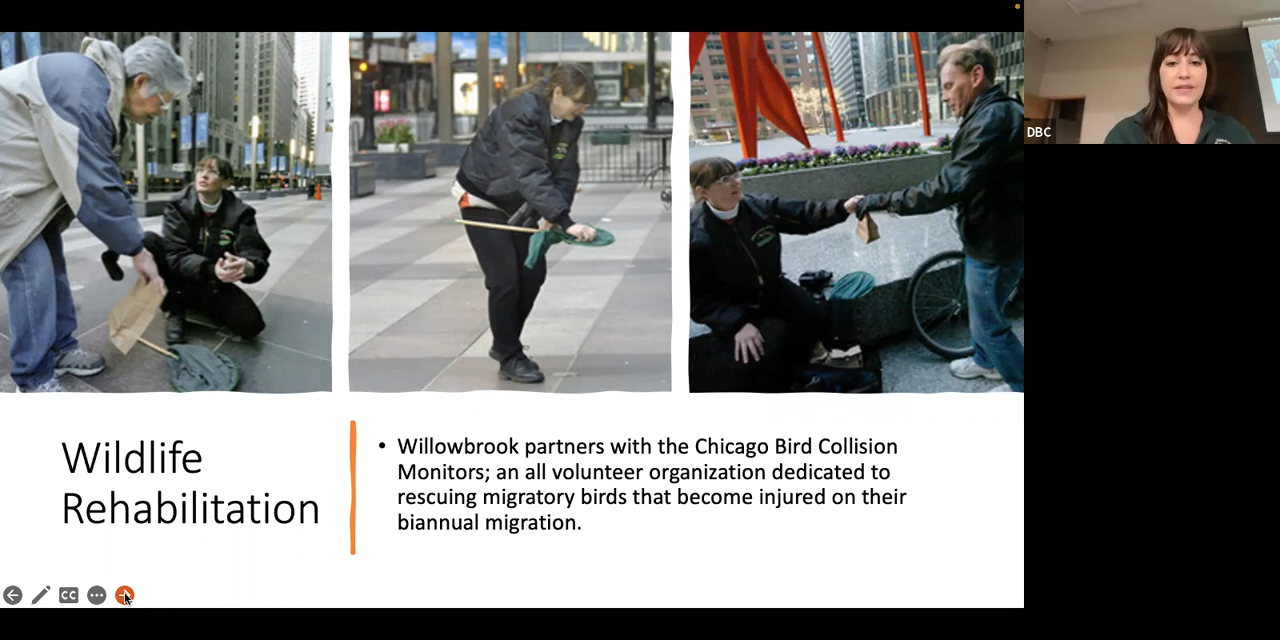 DBC
Wildlife
Rehabilitation
• Willowbrook partners with the Chicago Bird Collision
Monitors; an all volunteer organization dedicated to
rescuing migratory birds that become injured on their
biannual migration.
CC